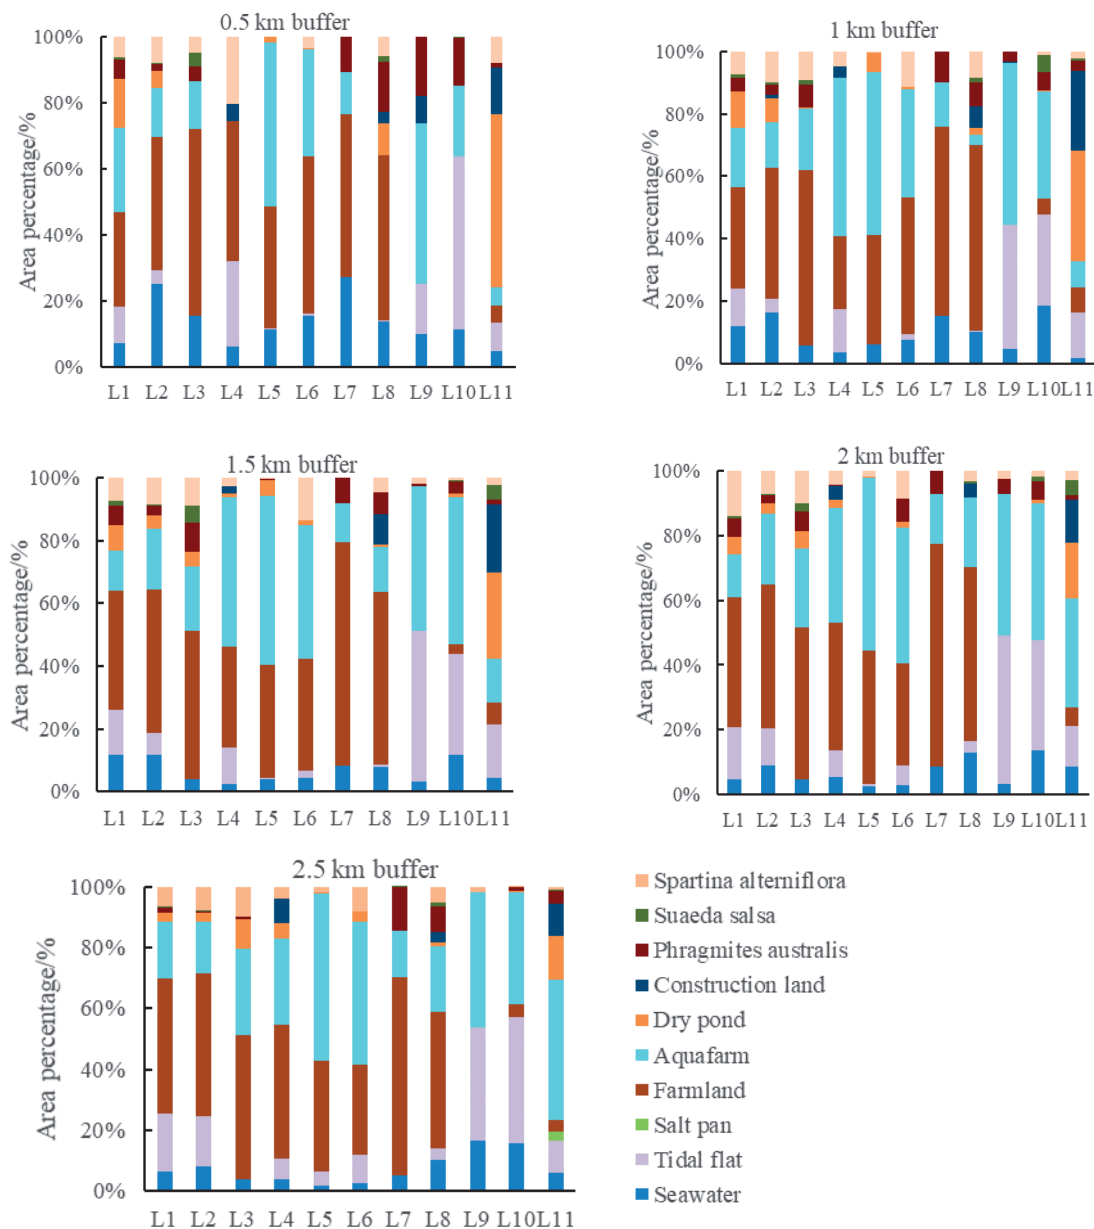 0.5 km buffer
Area percentage/%
100%
80%
60%
40%
20%
0%
L1 L2 L3 L4 L5 L6 L7 L8 L9 L10 L11
1 km buffer
Area percentage/%
100%
80%
60%
40%
20%
0%
L1 L2 L3 L4 L5 L6 L7 L8 L9 L10 L11
1.5 km buffer
Area percentage/%
100%
80%
60%
40%
20%
0%
L1 L2 L3 L4 L5 L6 L7 L8 L9 L10 L11
2 km buffer
Area percentage/%
100%
80%
60%
40%
20%
0%
L1 L2 L3 L4 L5 L6 L7 L8 L9 L10 L11
2.5 km buffer
Area percentage/%
100%
80%
60%
40%
20%
0%
L1 L2 L3 L4 L5 L6 L7 L8 L9 L10 L11
Spartina alterniflora
Suaeda salsa
Phragmites australis
Construction land
Dry pond
Aquafarm
Farmland
Salt pan
Tidal flat
Seawater